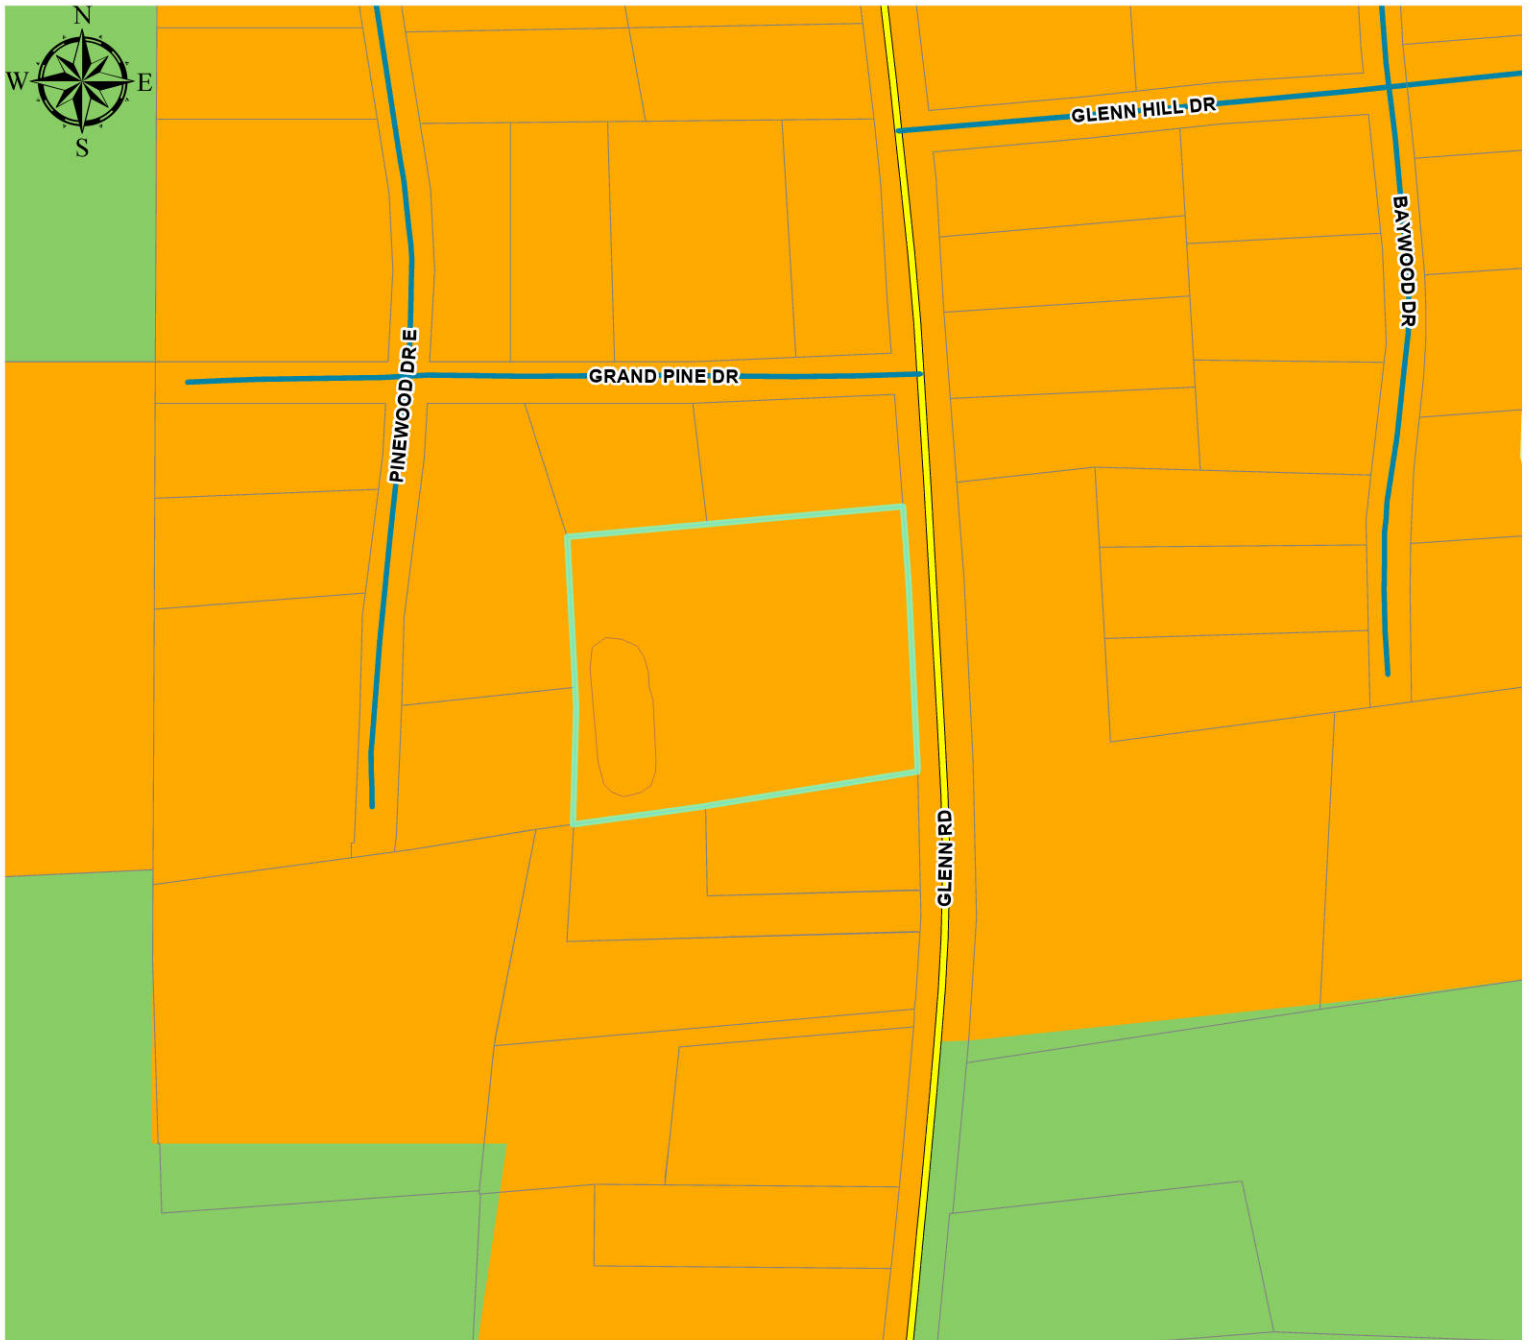 N
W E
S
GLENN HILL DR
BAYWOOD DR
PINEWOOD DR E
GRAND PINE DR
GLENN RD